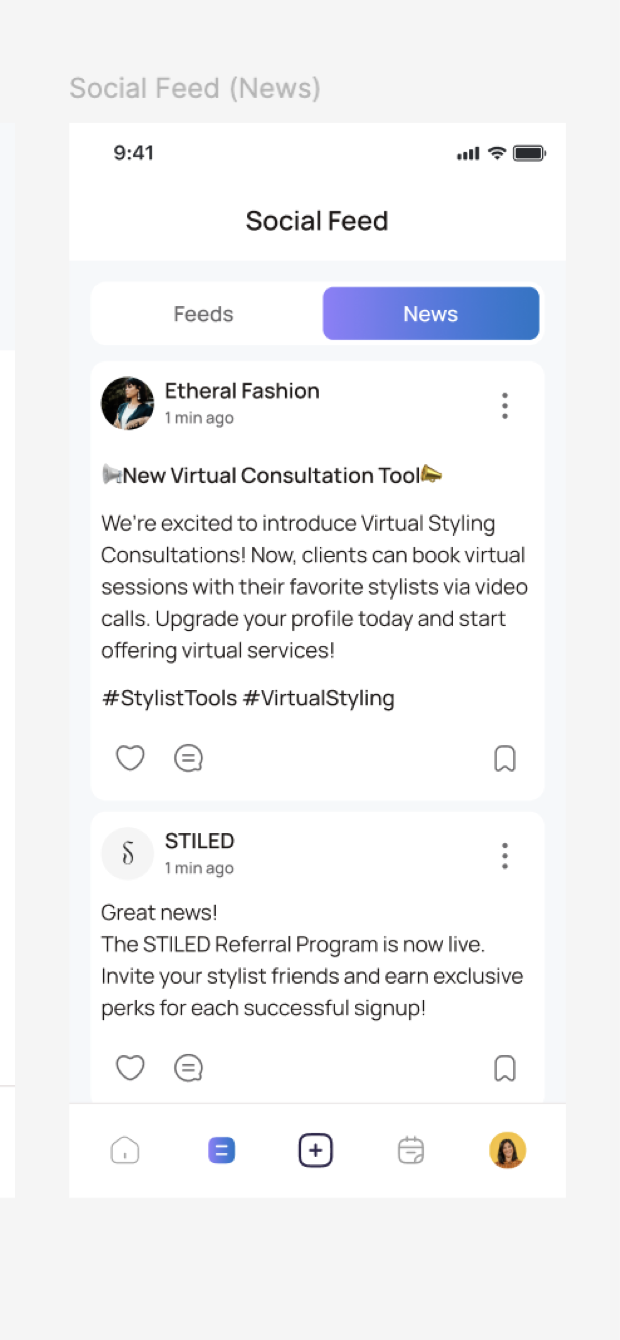 Social Feed (News)
9:41
Social Feed
Feeds
News
Etheral Fashion
1 min ago
New Virtual Consultation Tool
We're excited to introduce Virtual Styling
Consultations! Now, clients can book virtual
sessions with their favorite stylists via video
calls. Upgrade your profile today and start
offering virtual services!
#StylistTools #VirtualStyling
STILED
1 min ago
Great news!
The STILED Referral Program is now live.
Invite your stylist friends and earn exclusive
perks for each successful signup!